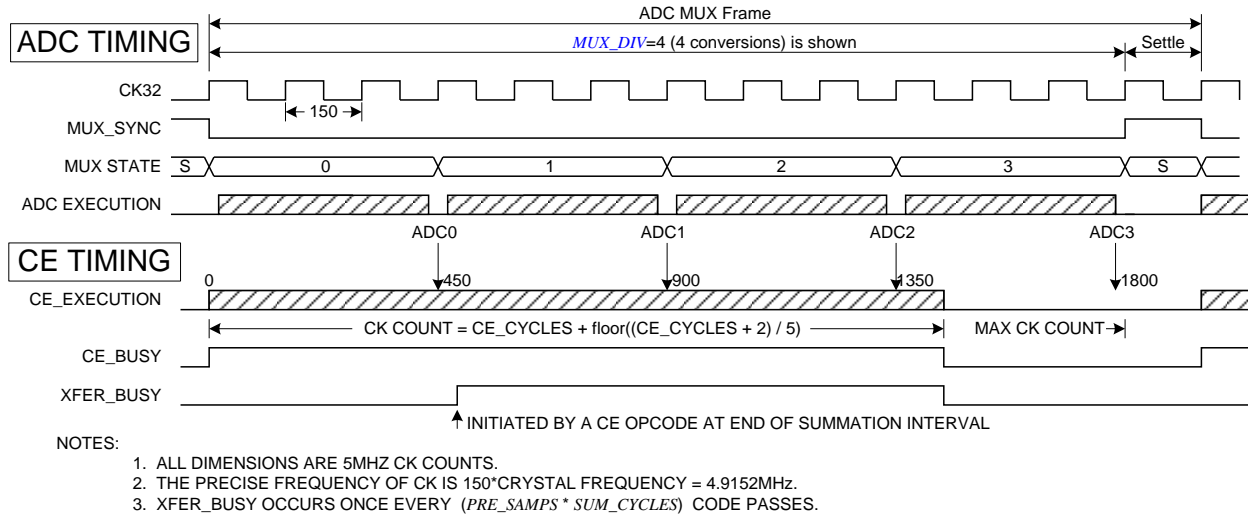 ADC MUX Frame
ADC TIMING
MUX_DIV=4 (4 conversions) is shown
Settle
CK32
150
MUX_SYNC
MUX STATE
S
0
1
2
3
S
ADC EXECUTION
ADC0
ADC1
ADC2
ADC3
CE TIMING
0
450
900
1350
1800
CE_EXECUTION
CK COUNT = CE_CYCLES + floor((CE_CYCLES + 2) / 5)
MAX CK COUNT
CE_BUSY
XFER_BUSY
INITIATED BY A CE OPCODE AT END OF SUMMATION INTERVAL
NOTES:
1. ALL DIMENSIONS ARE 5MHZ CK COUNTS.
2. THE PRECISE FREQUENCY OF CK IS 150*CRYSTAL FREQUENCY = 4.9152MHz.
3. XFER_BUSY OCCURS ONCE EVERY (PRE_SAMPS * SUM_CYCLES) CODE PASSES.